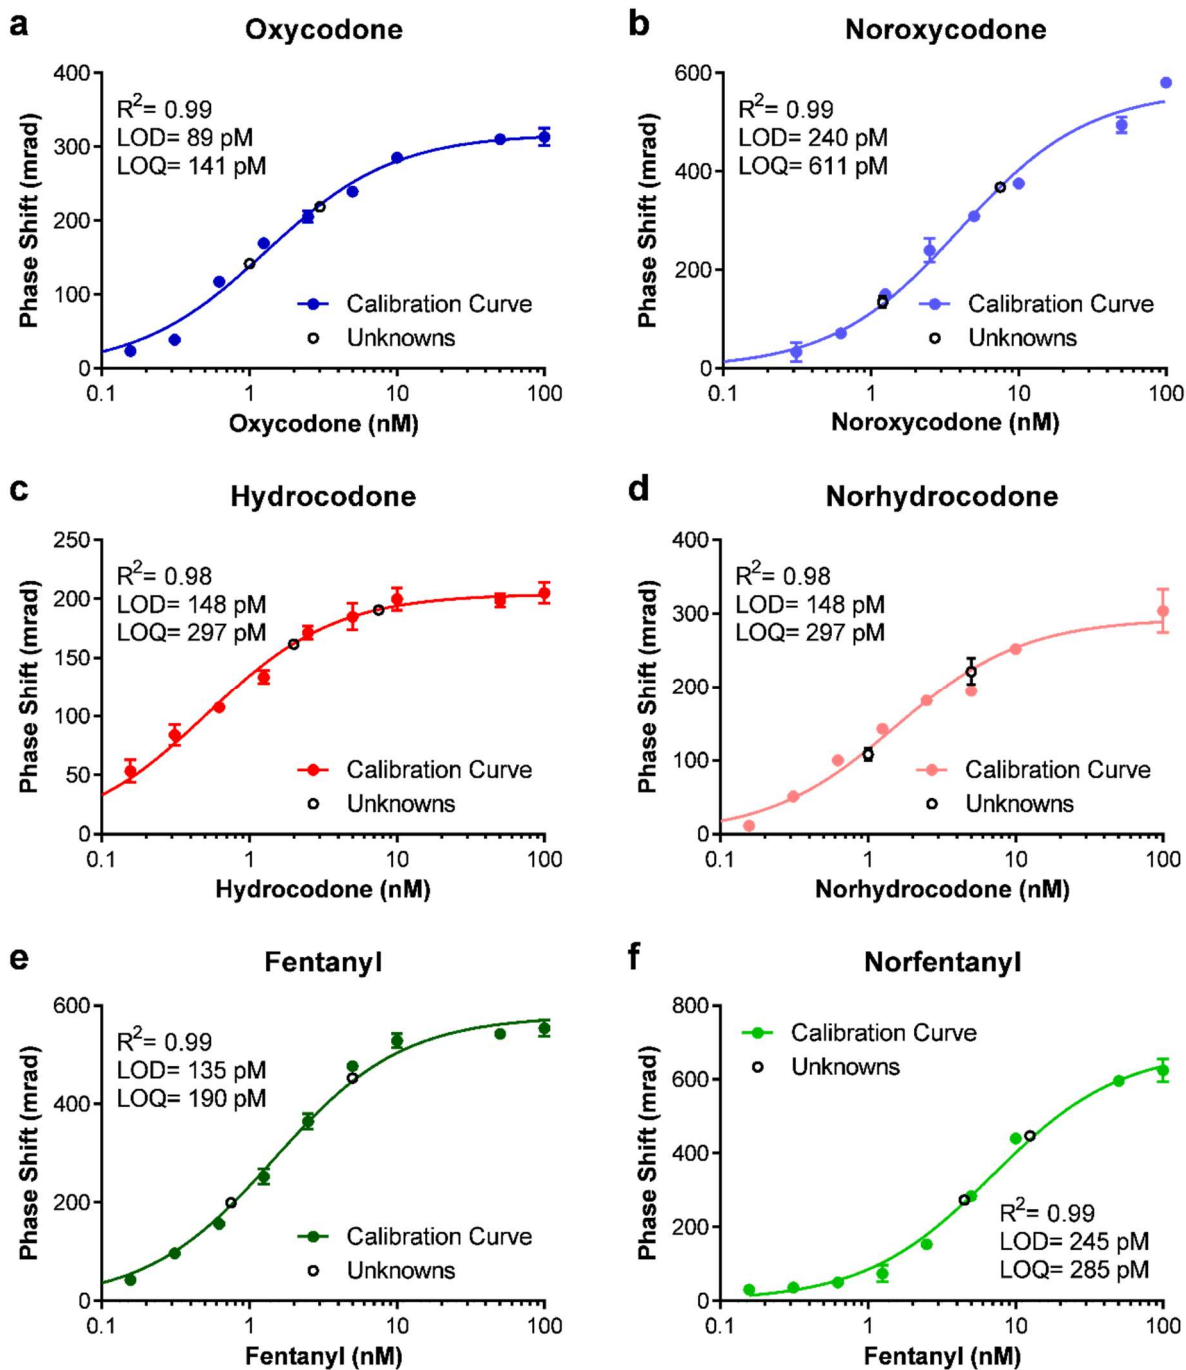 a
Oxycodone
400
300
200
100
0
Phase Shift (mrad)
R²= 0.99
LOD= 89 pM
LOQ= 141 pM
Calibration Curve
Unknowns
0.1 1 10 100
Oxycodone (nM)
b
Noroxycodone
600
400
200
0
Phase Shift (mrad)
R²= 0.99
LOD= 240 pM
LOQ= 611 pM
Calibration Curve
Unknowns
0.1 1 10 100
Noroxycodone (nM)
c
Hydrocodone
250
200
150
100
50
0
Phase Shift (mrad)
R²= 0.98
LOD= 148 pM
LOQ= 297 pM
Calibration Curve
Unknowns
0.1 1 10 100
Hydrocodone (nM)
d
Norhydrocodone
400
300
200
100
0
Phase Shift (mrad)
R²= 0.98
LOD= 148 pM
LOQ= 297 pM
Calibration Curve
Unknowns
0.1 1 10 100
Norhydrocodone (nM)
e
Fentanyl
600
400
200
0
Phase Shift (mrad)
R²= 0.99
LOD= 135 pM
LOQ= 190 pM
Calibration Curve
Unknowns
0.1 1 10 100
Fentanyl (nM)
f
Norfentanyl
800
600
400
200
0
Phase Shift (mrad)
Calibration Curve
Unknowns
R²= 0.99
LOD= 245 pM
LOQ= 285 pM
0.1 1 10 100
Fentanyl (nM)